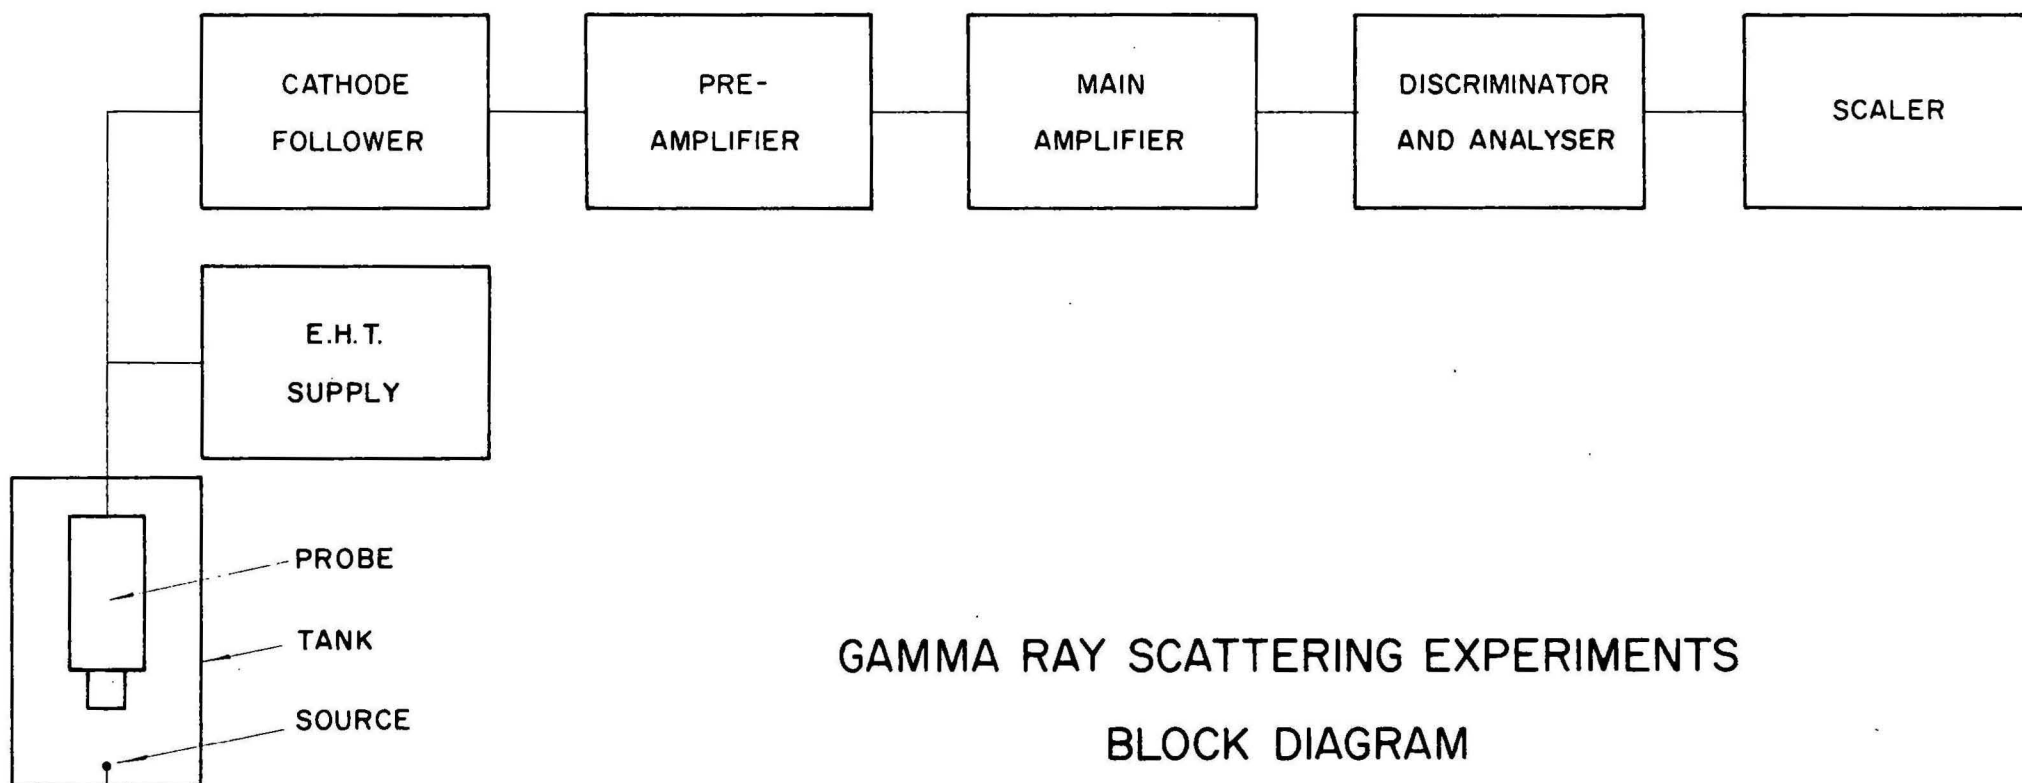 CATHODE
FOLLOWER
PRE-
AMPLIFIER
MAIN
AMPLIFIER
DISCRIMINATOR
AND ANALYSER
SCALER
E.H.T.
SUPPLY
PROBE
TANK
SOURCE
GAMMA RAY SCATTERING EXPERIMENTS
BLOCK DIAGRAM